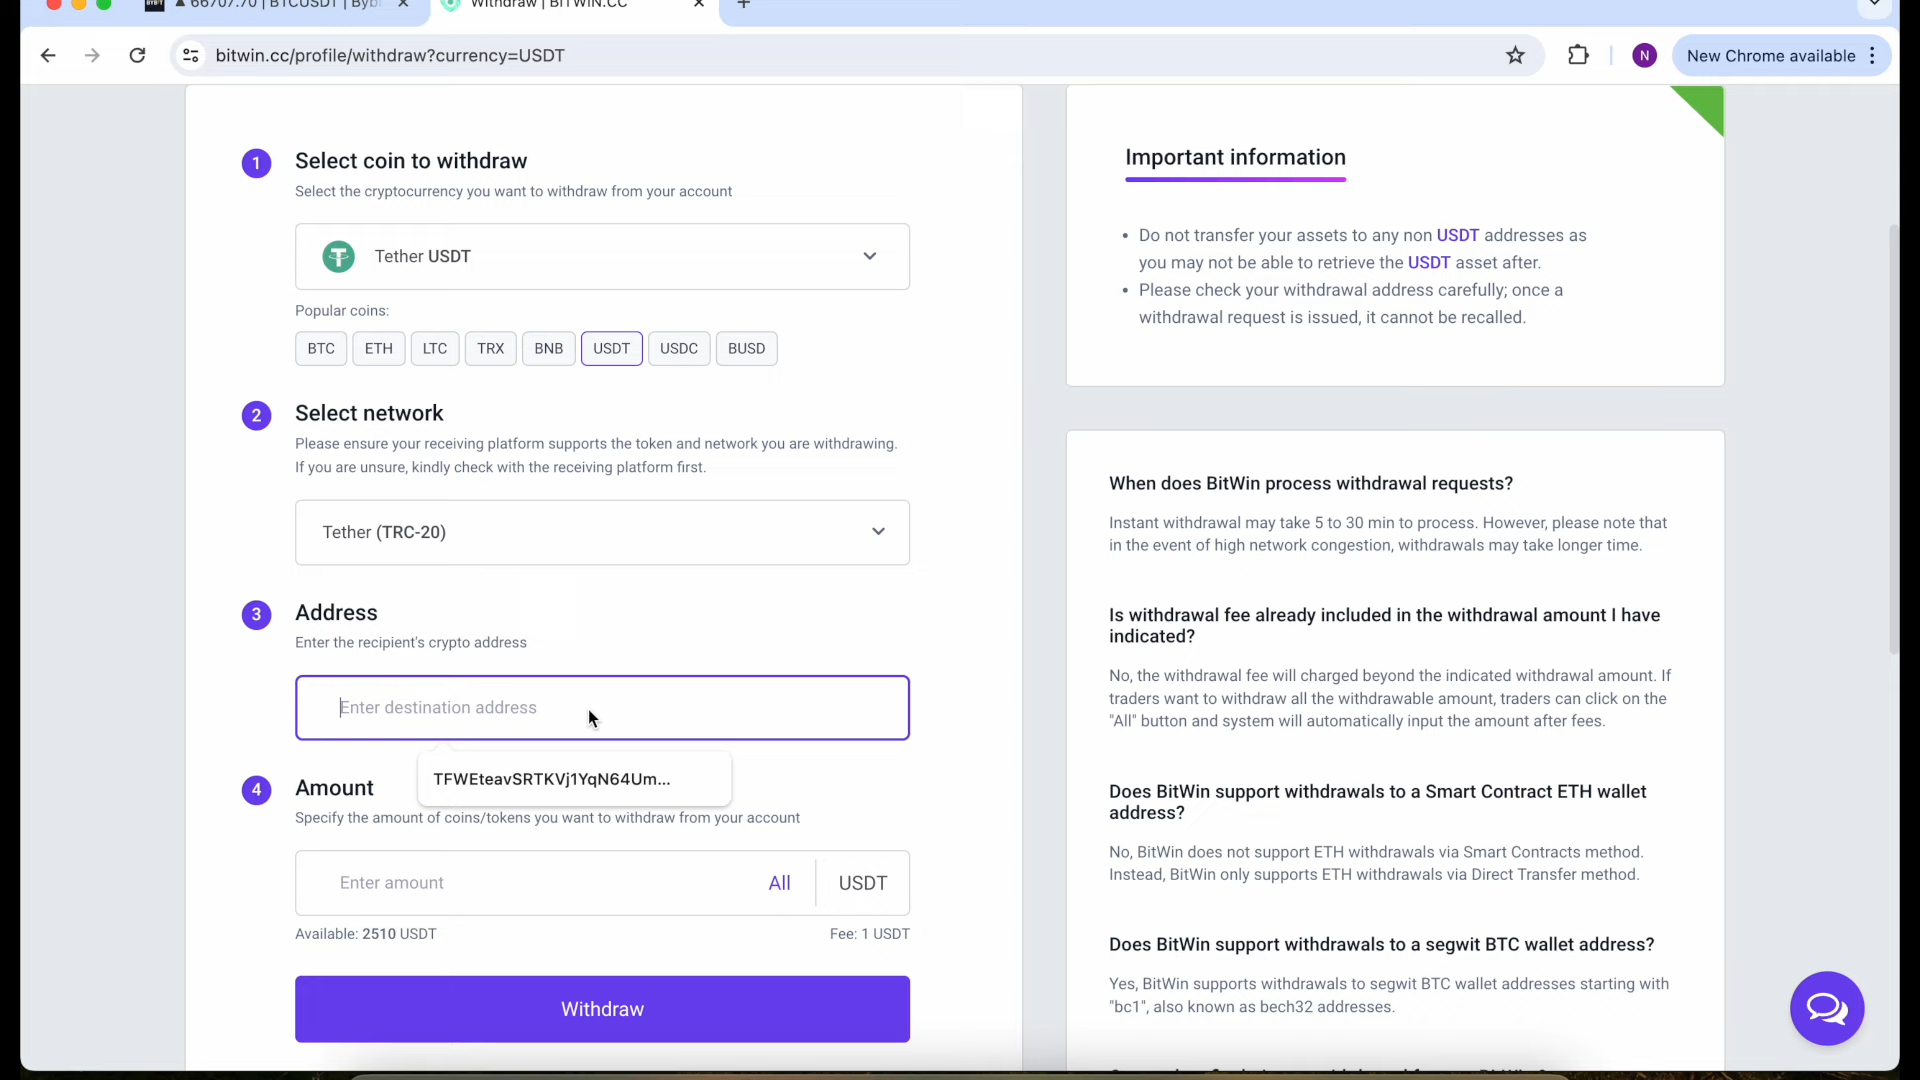 ▲ 66707.70 | BTCUSDT | Byb
Withdraw | BITWIN.CC
bitwin.cc/profile/withdraw?currency=USDT
N
New Chrome available
1
Select coin to withdraw
Select the cryptocurrency you want to withdraw from your account
Tether USDT
Popular coins:
BTC
ETH
LTC
TRX
BNB
USDT
USDC
BUSD
2
Select network
Please ensure your receiving platform supports the token and network you are withdrawing.
If you are unsure, kindly check with the receiving platform first.
Tether (TRC-20)
3
Address
Enter the recipient's crypto address
Enter destination address
TFWEteavSRTKVj1YqN64Um...
4
Amount
Specify the amount of coins/tokens you want to withdraw from your account
Enter amount
All
USDT
Available: 2510 USDT
Fee: 1 USDT
Withdraw
Important information
• Do not transfer your assets to any non USDT addresses as
you may not be able to retrieve the USDT asset after.
• Please check your withdrawal address carefully; once a
withdrawal request is issued, it cannot be recalled.
When does BitWin process withdrawal requests?
Instant withdrawal may take 5 to 30 min to process. However, please note that
in the event of high network congestion, withdrawals may take longer time.
Is withdrawal fee already included in the withdrawal amount I have
indicated?
No, the withdrawal fee will charged beyond the indicated withdrawal amount. If
traders want to withdraw all the withdrawable amount, traders can click on the
"All" button and system will automatically input the amount after fees.
Does BitWin support withdrawals to a Smart Contract ETH wallet
address?
No, BitWin does not support ETH withdrawals via Smart Contracts method.
Instead, BitWin only supports ETH withdrawals via Direct Transfer method.
Does BitWin support withdrawals to a segwit BTC wallet address?
Yes, BitWin supports withdrawals to segwit BTC wallet addresses starting with
"bc1", also known as bech32 addresses.